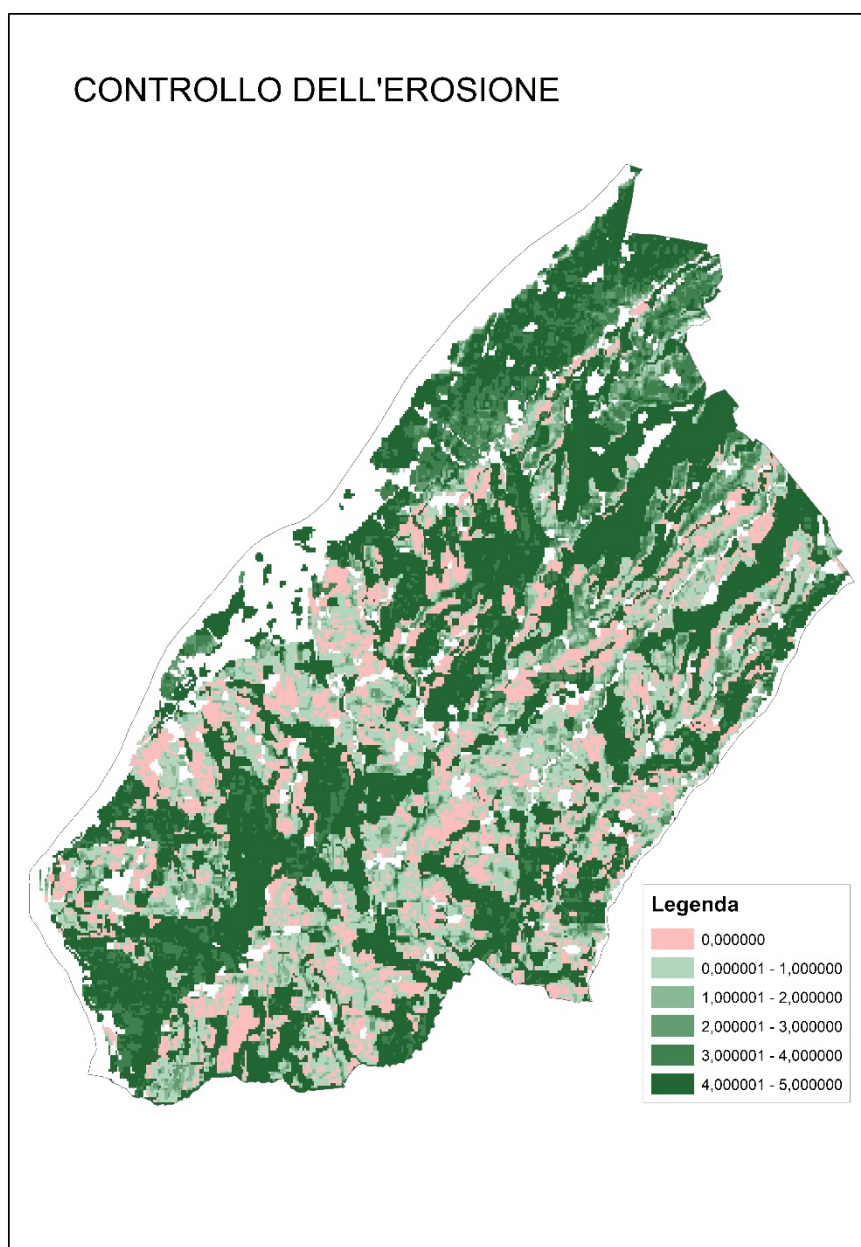 CONTROLLO DELL'EROSIONE
Legenda
0,000000
0,000001 - 1,000000
1,000001 - 2,000000
2,000001 - 3,000000
3,000001 - 4,000000
4,000001 - 5,000000